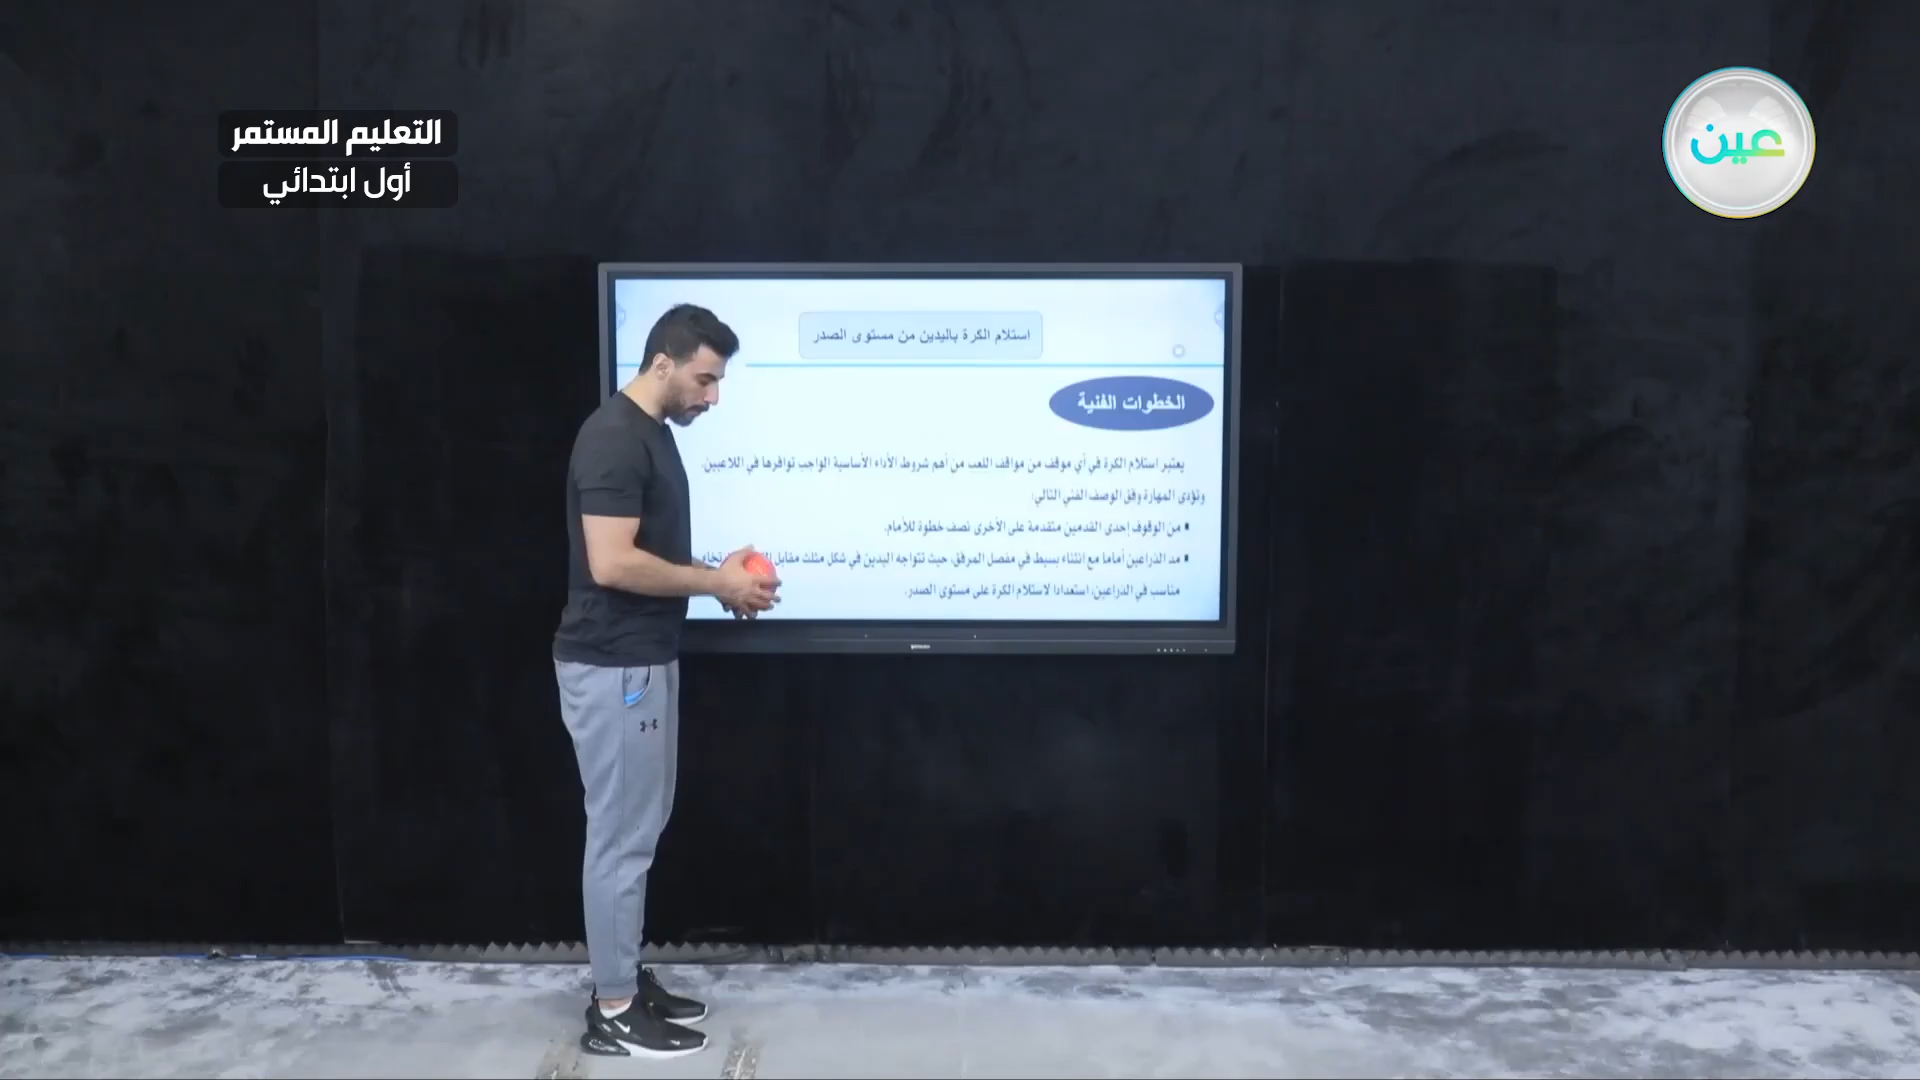 التعليم المستمر
أول ابتدائي
عين
استلام الكرة باليدين من مستوى الصدر
الخطوات الفنية
يعتبر استلام الكرة في أي موقف من مواقف اللعب من أهم شروط الأداء الأساسية الواجب توافرها في اللاعبين.
وتؤدى المهارة وفق الوصف الفني التالي:
▪ من الوقوف إحدى القدمين متقدمة على الأخرى نصف خطوة للأمام.
▪ مد الذراعين أماما مع انثناء بسيط في مفصل المرفق، حيث تتواجه اليدين في شكل مثلث مقابل
مناسب في الذراعين، استعدادا لاستلام الكرة على مستوى الصدر.